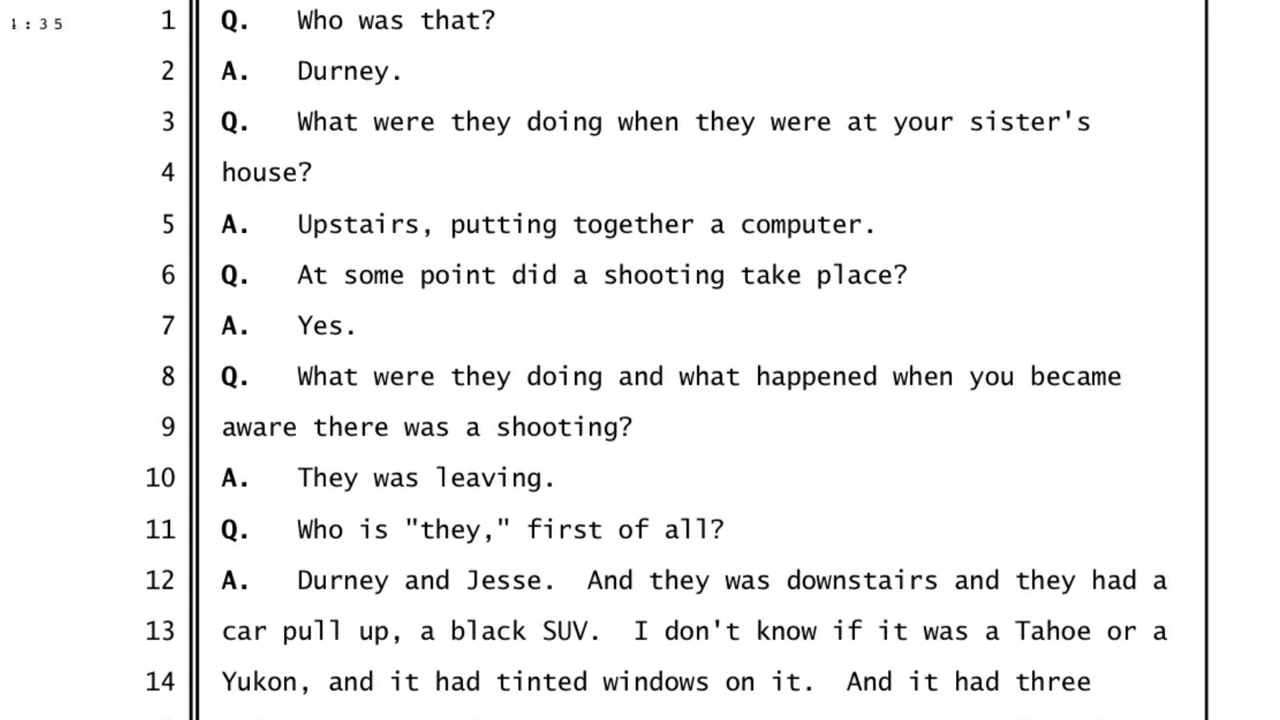 1:35 1 Q. Who was that?
2 A. Durney.
3 Q. What were they doing when they were at your sister's
4 house?
5 A. Upstairs, putting together a computer.
6 Q. At some point did a shooting take place?
7 A. Yes.
8 Q. What were they doing and what happened when you became
9 aware there was a shooting?
10 A. They was leaving.
11 Q. Who is "they," first of all?
12 A. Durney and Jesse. And they was downstairs and they had a
13 car pull up, a black SUV. I don't know if it was a Tahoe or a
14 Yukon, and it had tinted windows on it. And it had three